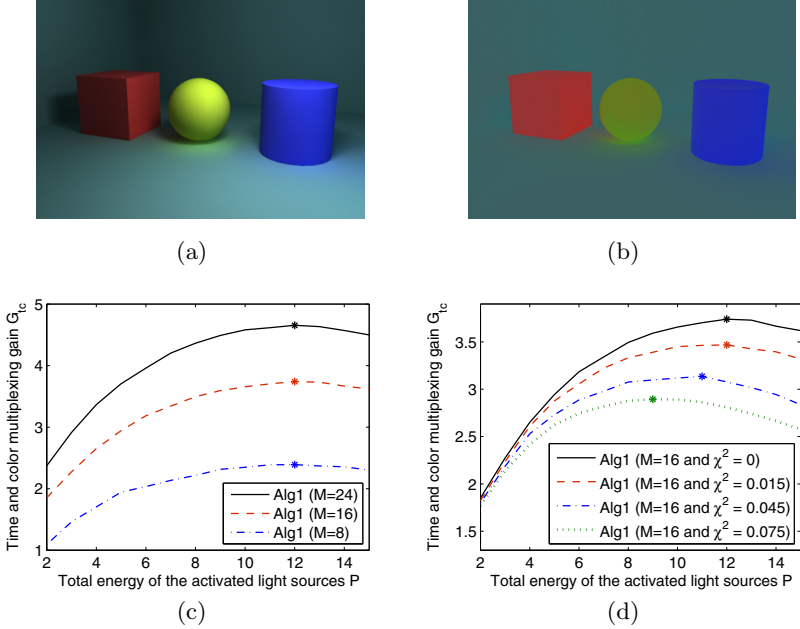 (a)
(b)
Time and color multiplexing gain G_tc
5
4
3
2
1
Alg1 (M=24)
Alg1 (M=16)
Alg1 (M=8)
2 4 6 8 10 12 14
Total energy of the activated light sources P
(c)
Time and color multiplexing gain G_tc
3.5
3
2.5
2
1.5
Alg1 (M=16 and χ² = 0)
Alg1 (M=16 and χ² = 0.015)
Alg1 (M=16 and χ² = 0.045)
Alg1 (M=16 and χ² = 0.075)
2 4 6 8 10 12 14
Total energy of the activated light sources P
(d)